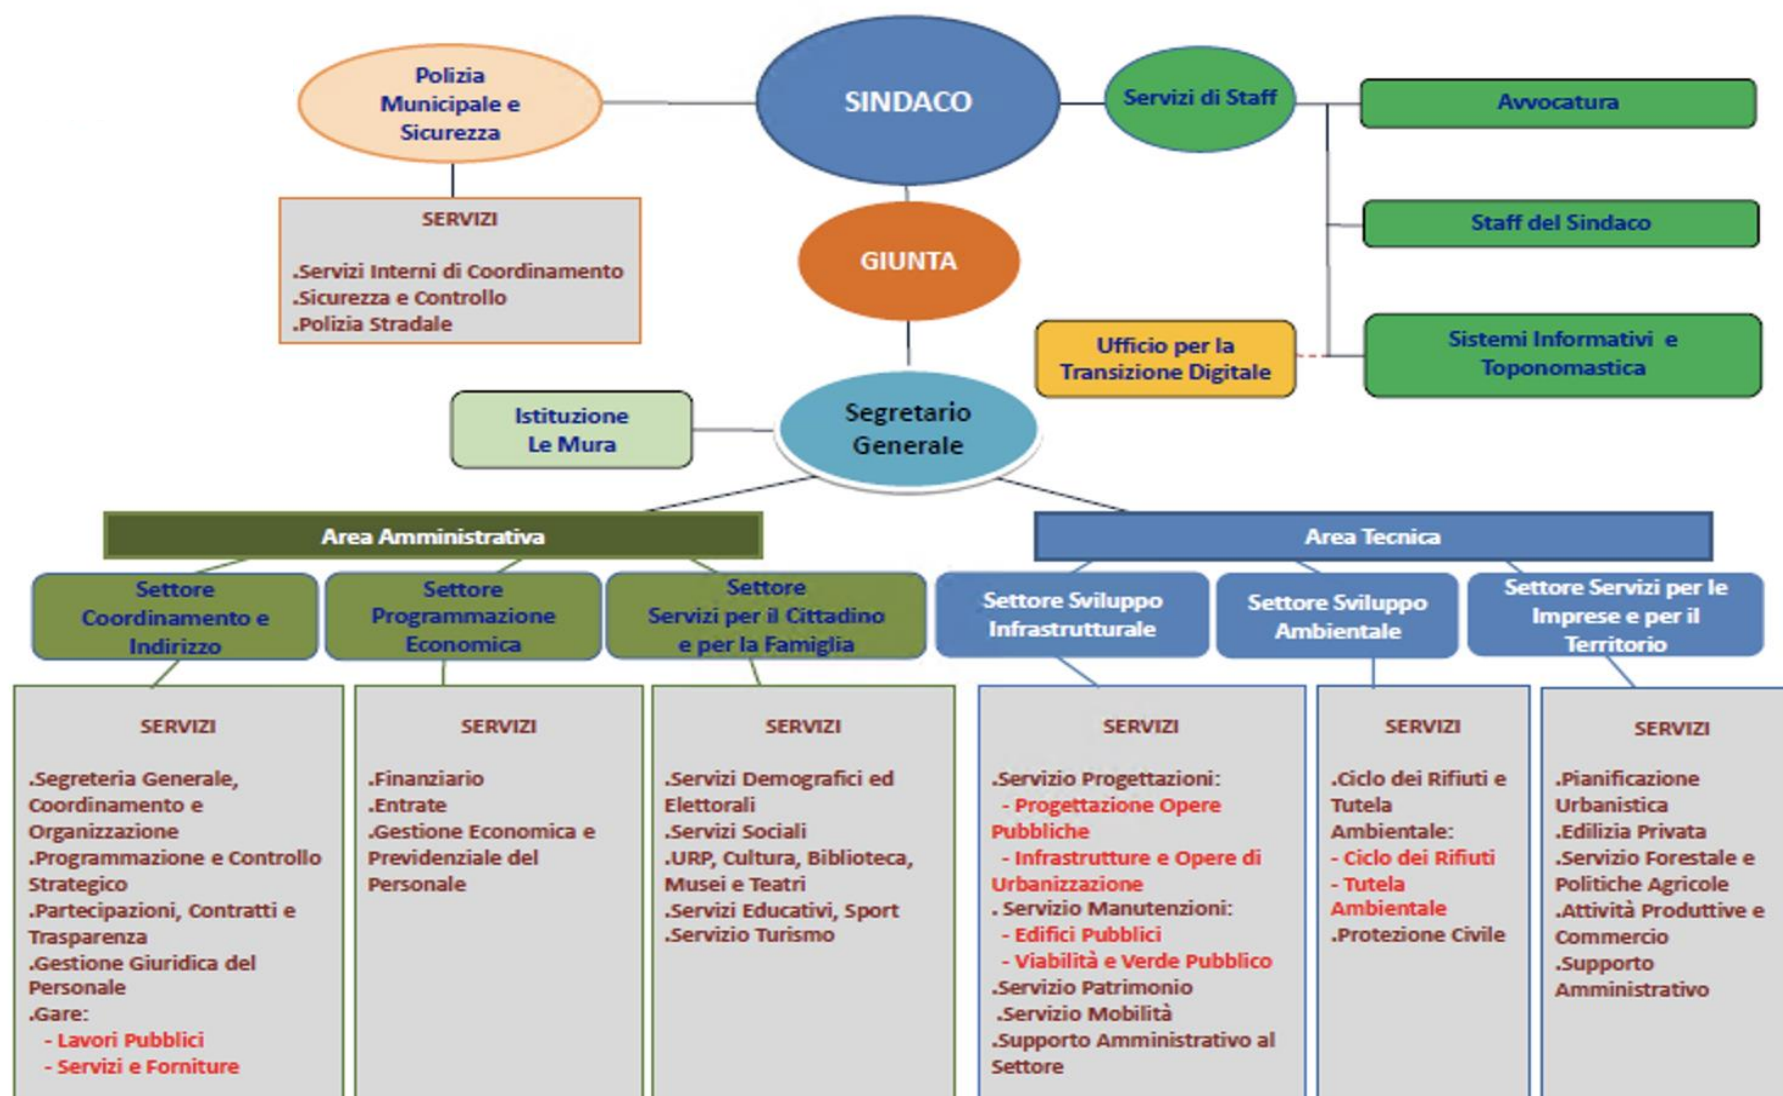 Polizia
Municipale e
Sicurezza
SINDACO
Servizi di Staff
Avvocatura
SERVIZI
.Servizi Interni di Coordinamento
.Sicurezza e Controllo
.Polizia Stradale
GIUNTA
Staff del Sindaco
Ufficio per la
Transizione Digitale
Sistemi Informativi e
Toponomastica
Istituzione
Le Mura
Segretario
Generale
Area Amministrativa
Area Tecnica
Settore
Coordinamento e
Indirizzo
Settore
Programmazione
Economica
Settore
Servizi per il Cittadino
e per la Famiglia
Settore Sviluppo
Infrastrutturale
Settore Sviluppo
Ambientale
Settore Servizi per le
Imprese e per il
Territorio
SERVIZI
.Segreteria Generale,
Coordinamento e
Organizzazione
.Programmazione e Controllo
Strategico
.Partecipazioni, Contratti e
Trasparenza
.Gestione Giuridica del
Personale
.Gare:
- Lavori Pubblici
- Servizi e Forniture
SERVIZI
.Finanziario
.Entrate
.Gestione Economica e
Previdenziale del
Personale
SERVIZI
.Servizi Demografici ed
Elettorali
.Servizi Sociali
.URP, Cultura, Biblioteca,
Musei e Teatri
.Servizi Educativi, Sport
.Servizio Turismo
SERVIZI
.Servizio Progettazioni:
- Progettazione Opere
Pubbliche
- Infrastrutture e Opere di
Urbanizzazione
. Servizio Manutenzioni:
- Edifici Pubblici
- Viabilità e Verde Pubblico
.Servizio Patrimonio
.Servizio Mobilità
.Supporto Amministrativo al
Settore
SERVIZI
.Ciclo dei Rifiuti e
Tutela
Ambientale:
- Ciclo dei Rifiuti
- Tutela
Ambientale
.Protezione Civile
SERVIZI
.Pianificazione
Urbanistica
.Edilizia Privata
.Servizio Forestale e
Politiche Agricole
.Attività Produttive e
Commercio
.Supporto
Amministrativo